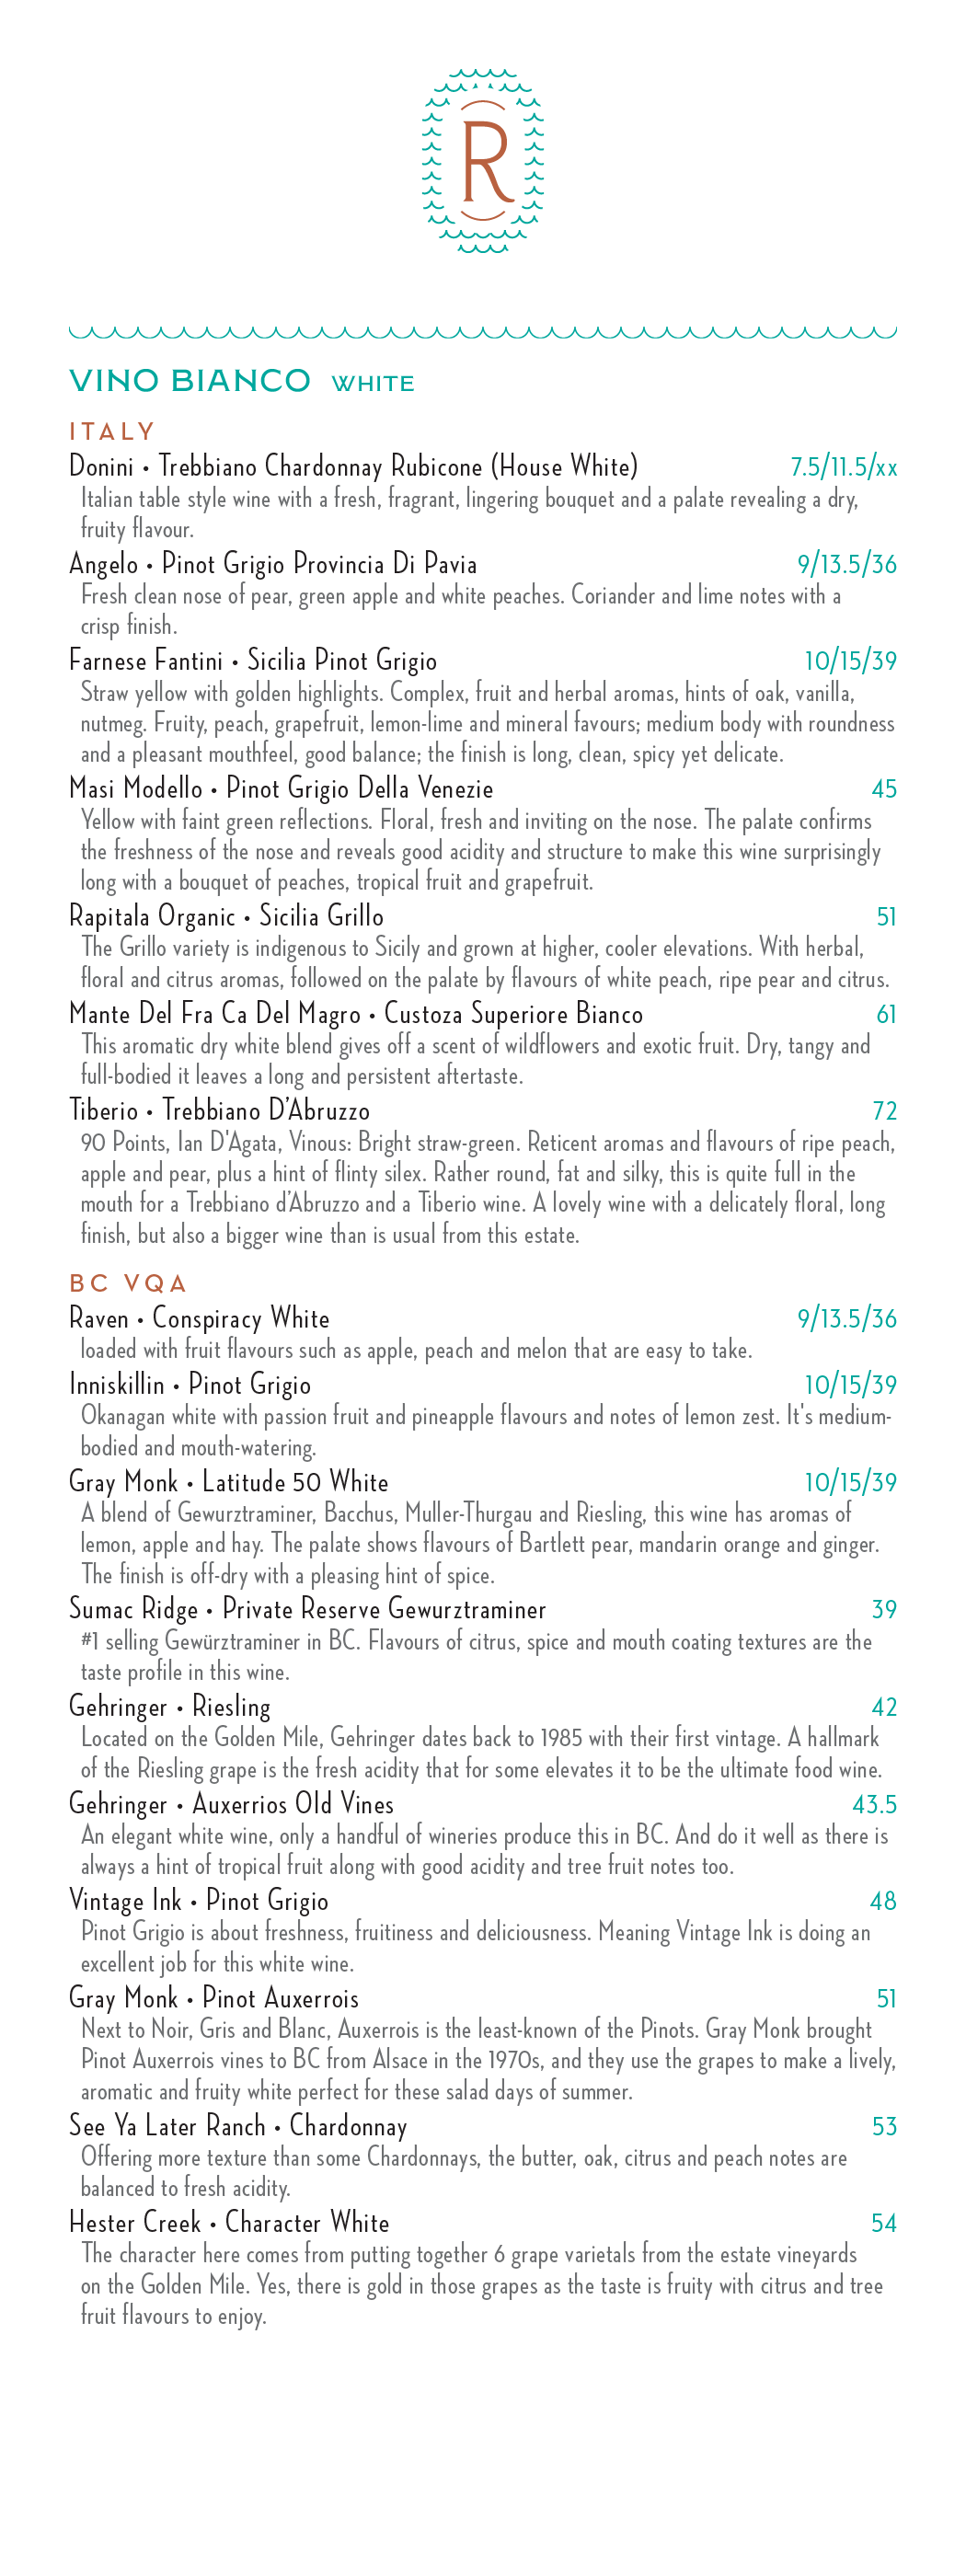 R
VINO BIANCO WHITE
ITALY
Donini • Trebbiano Chardonnay Rubicone (House White) 7.5/11.5/xx
Italian table style wine with a fresh, fragrant, lingering bouquet and a palate revealing a dry,
fruity flavour.
Angelo • Pinot Grigio Provincia Di Pavia 9/13.5/36
Fresh clean nose of pear, green apple and white peaches. Coriander and lime notes with a
crisp finish.
Farnese Fantini • Sicilia Pinot Grigio 10/15/39
Straw yellow with golden highlights. Complex, fruit and herbal aromas, hints of oak, vanilla,
nutmeg. Fruity, peach, grapefruit, lemon-lime and mineral favours; medium body with roundness
and a pleasant mouthfeel, good balance; the finish is long, clean, spicy yet delicate.
Masi Modello • Pinot Grigio Della Venezie 45
Yellow with faint green reflections. Floral, fresh and inviting on the nose. The palate confirms
the freshness of the nose and reveals good acidity and structure to make this wine surprisingly
long with a bouquet of peaches, tropical fruit and grapefruit.
Rapitala Organic • Sicilia Grillo 51
The Grillo variety is indigenous to Sicily and grown at higher, cooler elevations. With herbal,
floral and citrus aromas, followed on the palate by flavours of white peach, ripe pear and citrus.
Mante Del Fra Ca Del Magro • Custoza Superiore Bianco 61
This aromatic dry white blend gives off a scent of wildflowers and exotic fruit. Dry, tangy and
full-bodied it leaves a long and persistent aftertaste.
Tiberio • Trebbiano D’Abruzzo 72
90 Points, Ian D'Agata, Vinous: Bright straw-green. Reticent aromas and flavours of ripe peach,
apple and pear, plus a hint of flinty silex. Rather round, fat and silky, this is quite full in the
mouth for a Trebbiano d’Abruzzo and a Tiberio wine. A lovely wine with a delicately floral, long
finish, but also a bigger wine than is usual from this estate.
BC VQA
Raven • Conspiracy White 9/13.5/36
loaded with fruit flavours such as apple, peach and melon that are easy to take.
Inniskillin • Pinot Grigio 10/15/39
Okanagan white with passion fruit and pineapple flavours and notes of lemon zest. It's medium-
bodied and mouth-watering.
Gray Monk • Latitude 50 White 10/15/39
A blend of Gewurztraminer, Bacchus, Muller-Thurgau and Riesling, this wine has aromas of
lemon, apple and hay. The palate shows flavours of Bartlett pear, mandarin orange and ginger.
The finish is off-dry with a pleasing hint of spice.
Sumac Ridge • Private Reserve Gewurztraminer 39
#1 selling Gewürztraminer in BC. Flavours of citrus, spice and mouth coating textures are the
taste profile in this wine.
Gehringer • Riesling 42
Located on the Golden Mile, Gehringer dates back to 1985 with their first vintage. A hallmark
of the Riesling grape is the fresh acidity that for some elevates it to be the ultimate food wine.
Gehringer • Auxerrios Old Vines 43.5
An elegant white wine, only a handful of wineries produce this in BC. And do it well as there is
always a hint of tropical fruit along with good acidity and tree fruit notes too.
Vintage Ink • Pinot Grigio 48
Pinot Grigio is about freshness, fruitiness and deliciousness. Meaning Vintage Ink is doing an
excellent job for this white wine.
Gray Monk • Pinot Auxerrois 51
Next to Noir, Gris and Blanc, Auxerrois is the least-known of the Pinots. Gray Monk brought
Pinot Auxerrois vines to BC from Alsace in the 1970s, and they use the grapes to make a lively,
aromatic and fruity white perfect for these salad days of summer.
See Ya Later Ranch • Chardonnay 53
Offering more texture than some Chardonnays, the butter, oak, citrus and peach notes are
balanced to fresh acidity.
Hester Creek • Character White 54
The character here comes from putting together 6 grape varietals from the estate vineyards
on the Golden Mile. Yes, there is gold in those grapes as the taste is fruity with citrus and tree
fruit flavours to enjoy.